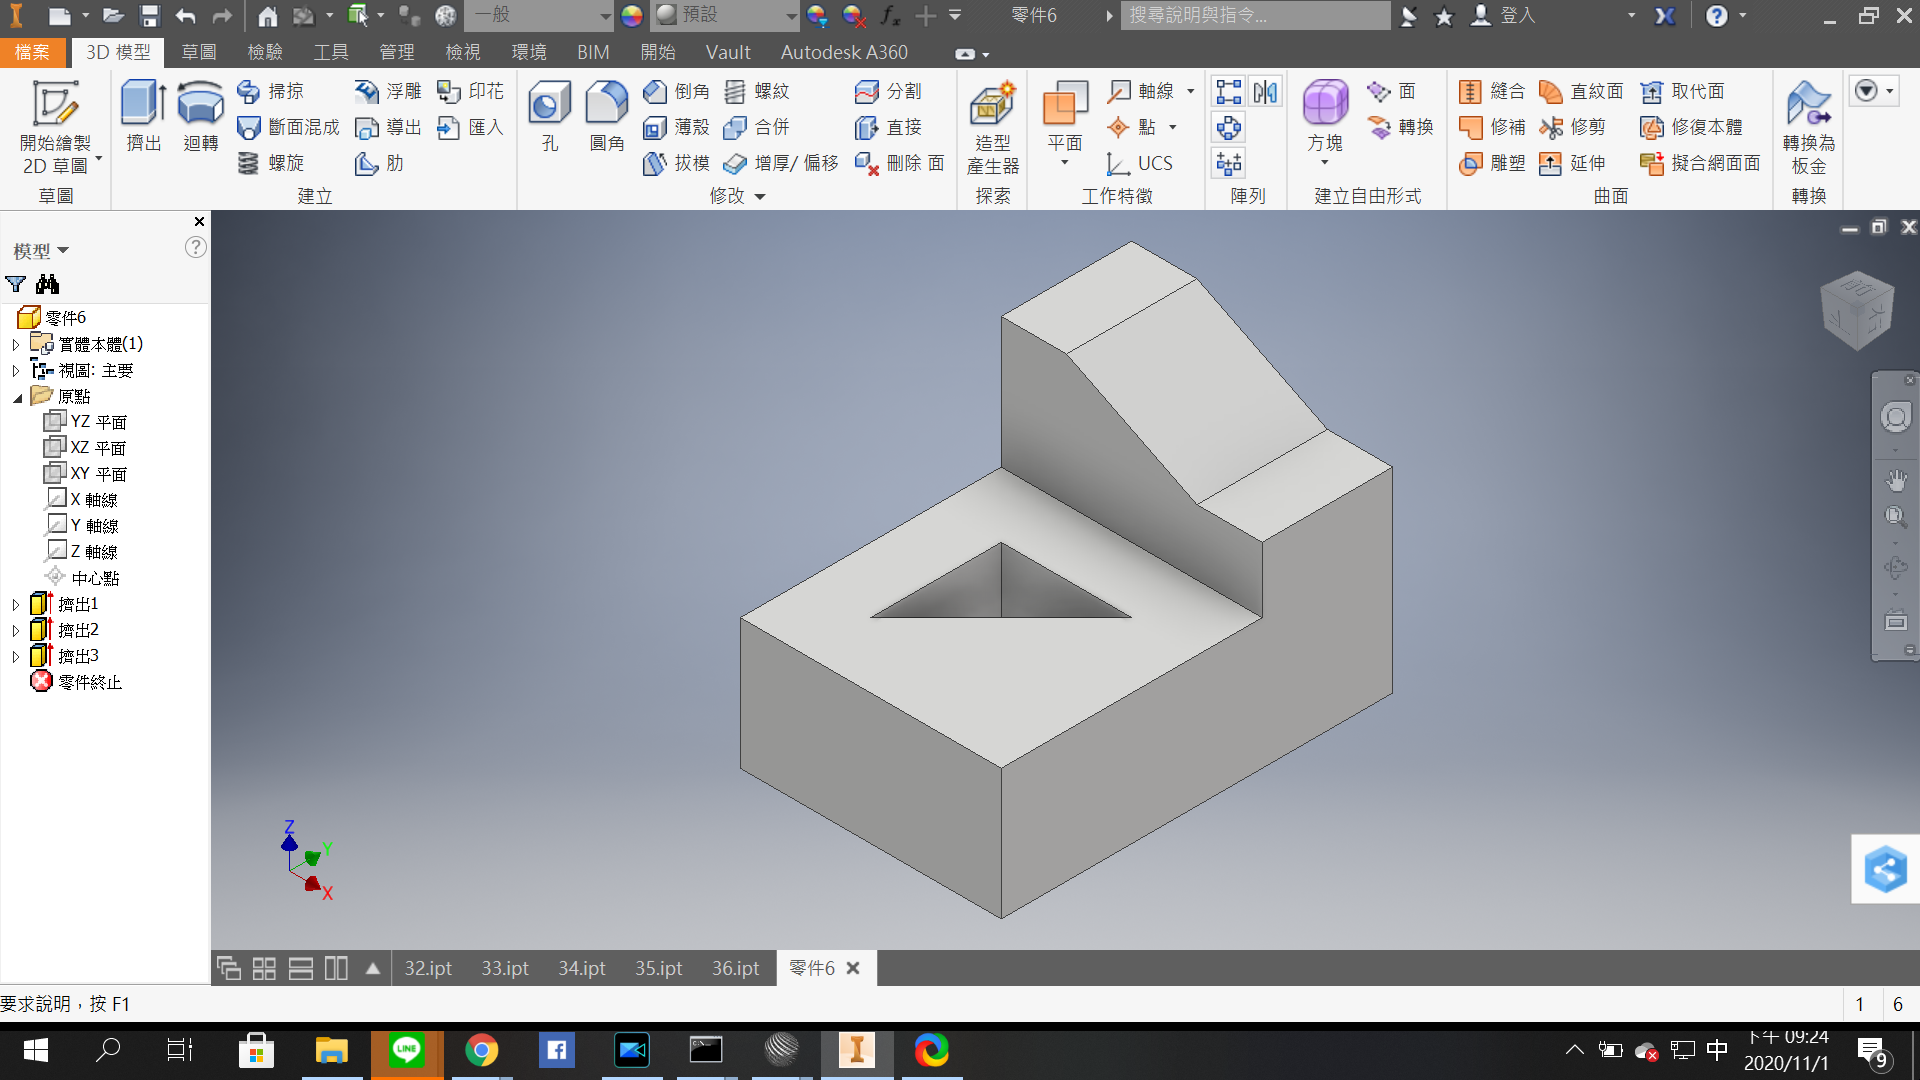 一般
預設
fx
零件6
搜尋說明與指令...
登入
檔案
3D 模型
草圖
檢驗
工具
管理
檢視
環境
BIM
開始
Vault
Autodesk A360
開始繪製
2D 草圖
草圖
擠出
迴轉
掃掠
斷面混成
螺旋
浮雕
導出
肋
印花
匯入
建立
孔
圓角
倒角
薄殼
拔模
螺紋
合併
增厚/ 偏移
分割
直接
刪除 面
修改
造型
產生器
探索
平面
軸線
點
UCS
工作特徵
陣列
方塊
面
轉換
建立自由形式
縫合
修補
雕塑
直紋面
修剪
延伸
取代面
修復本體
擬合網面面
曲面
轉換為
板金
轉換
模型
零件6
實體本體(1)
視圖: 主要
原點
YZ 平面
XZ 平面
XY 平面
X 軸線
Y 軸線
Z 軸線
中心點
擠出1
擠出2
擠出3
零件終止
Z
Y
X
32.ipt
33.ipt
34.ipt
35.ipt
36.ipt
零件6
要求說明，按 F1
1
6
LINE
中
下午 09:24
2020/11/1
9